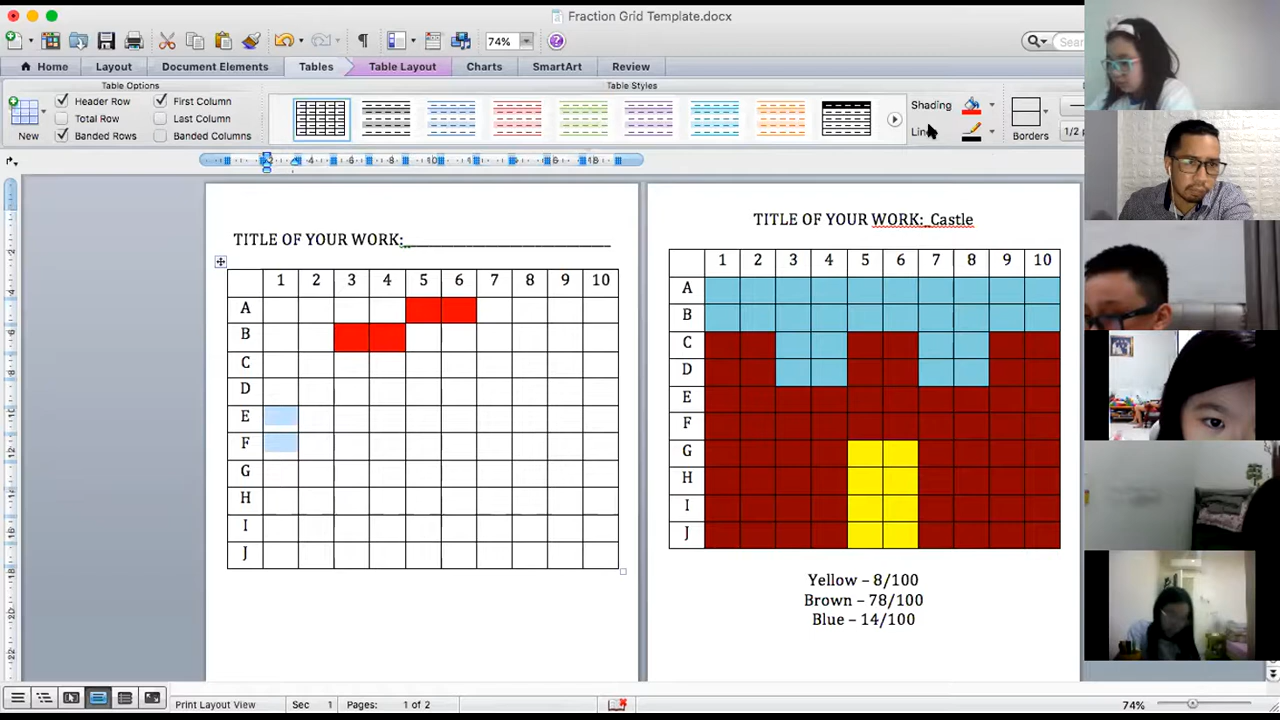 Fraction Grid Template.docx
74%
Home Layout Document Elements Tables Table Layout Charts SmartArt Review
Table Options Table Styles
Header Row First Column
Total Row Last Column
Banded Rows Banded Columns
New
Shading
Borders
1/2 p
TITLE OF YOUR WORK:_
1 2 3 4 5 6 7 8 9 10
A
B
C
D
E
F
G
H
I
J
TITLE OF YOUR WORK:_Castle
1 2 3 4 5 6 7 8 9 10
A
B
C
D
E
F
G
H
I
J
Yellow – 8/100
Brown – 78/100
Blue – 14/100
Print Layout View Sec 1 Pages: 1 of 2 74%